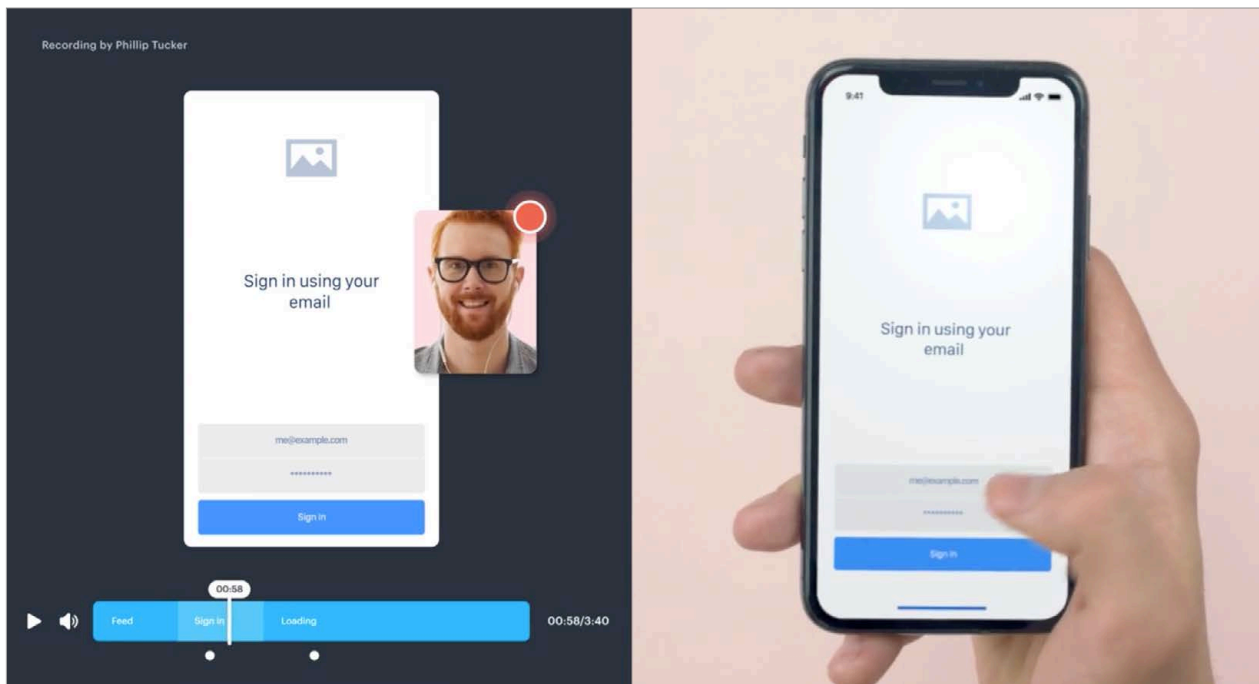 Recording by Phillip Tucker
Sign in using your
email
me@example.com
••••••••••
Sign in
00:58
Feed
Sign in
Loading
00:58/3:40
9:41
Sign in using your
email
me@example.com
••••••••••
Sign in